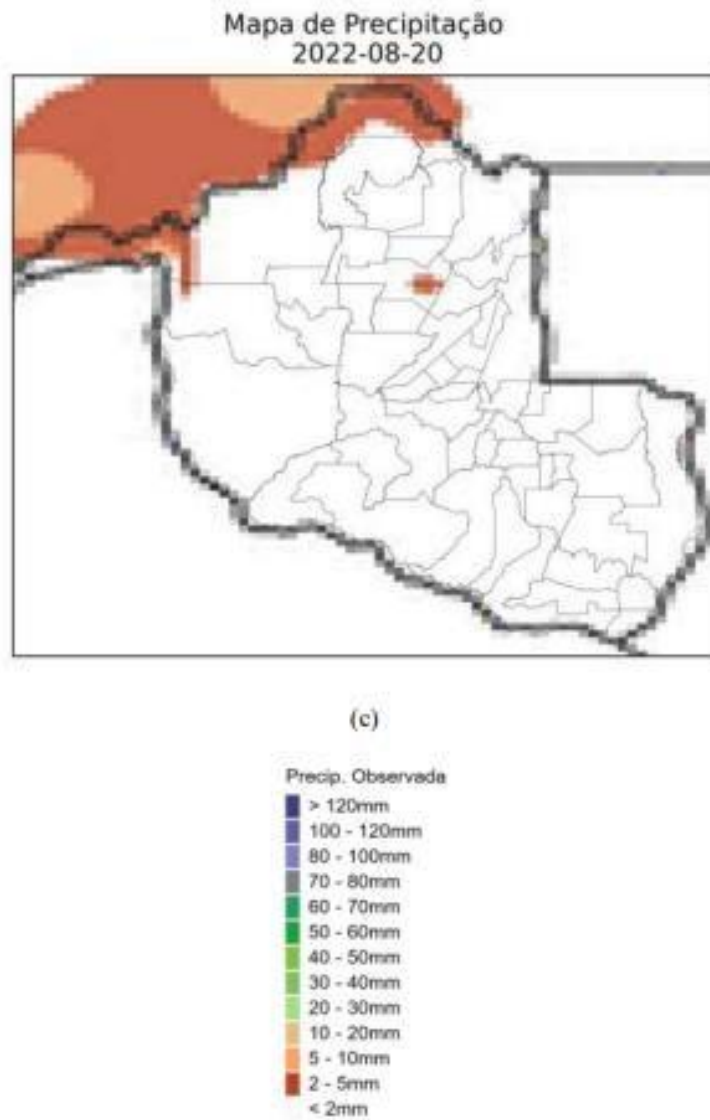 Mapa de Precipitação
2022-08-20
(c)
Precip. Observada
> 120mm
100 - 120mm
80 - 100mm
70 - 80mm
60 - 70mm
50 - 60mm
40 - 50mm
30 - 40mm
20 - 30mm
10 - 20mm
5 - 10mm
2 - 5mm
< 2mm